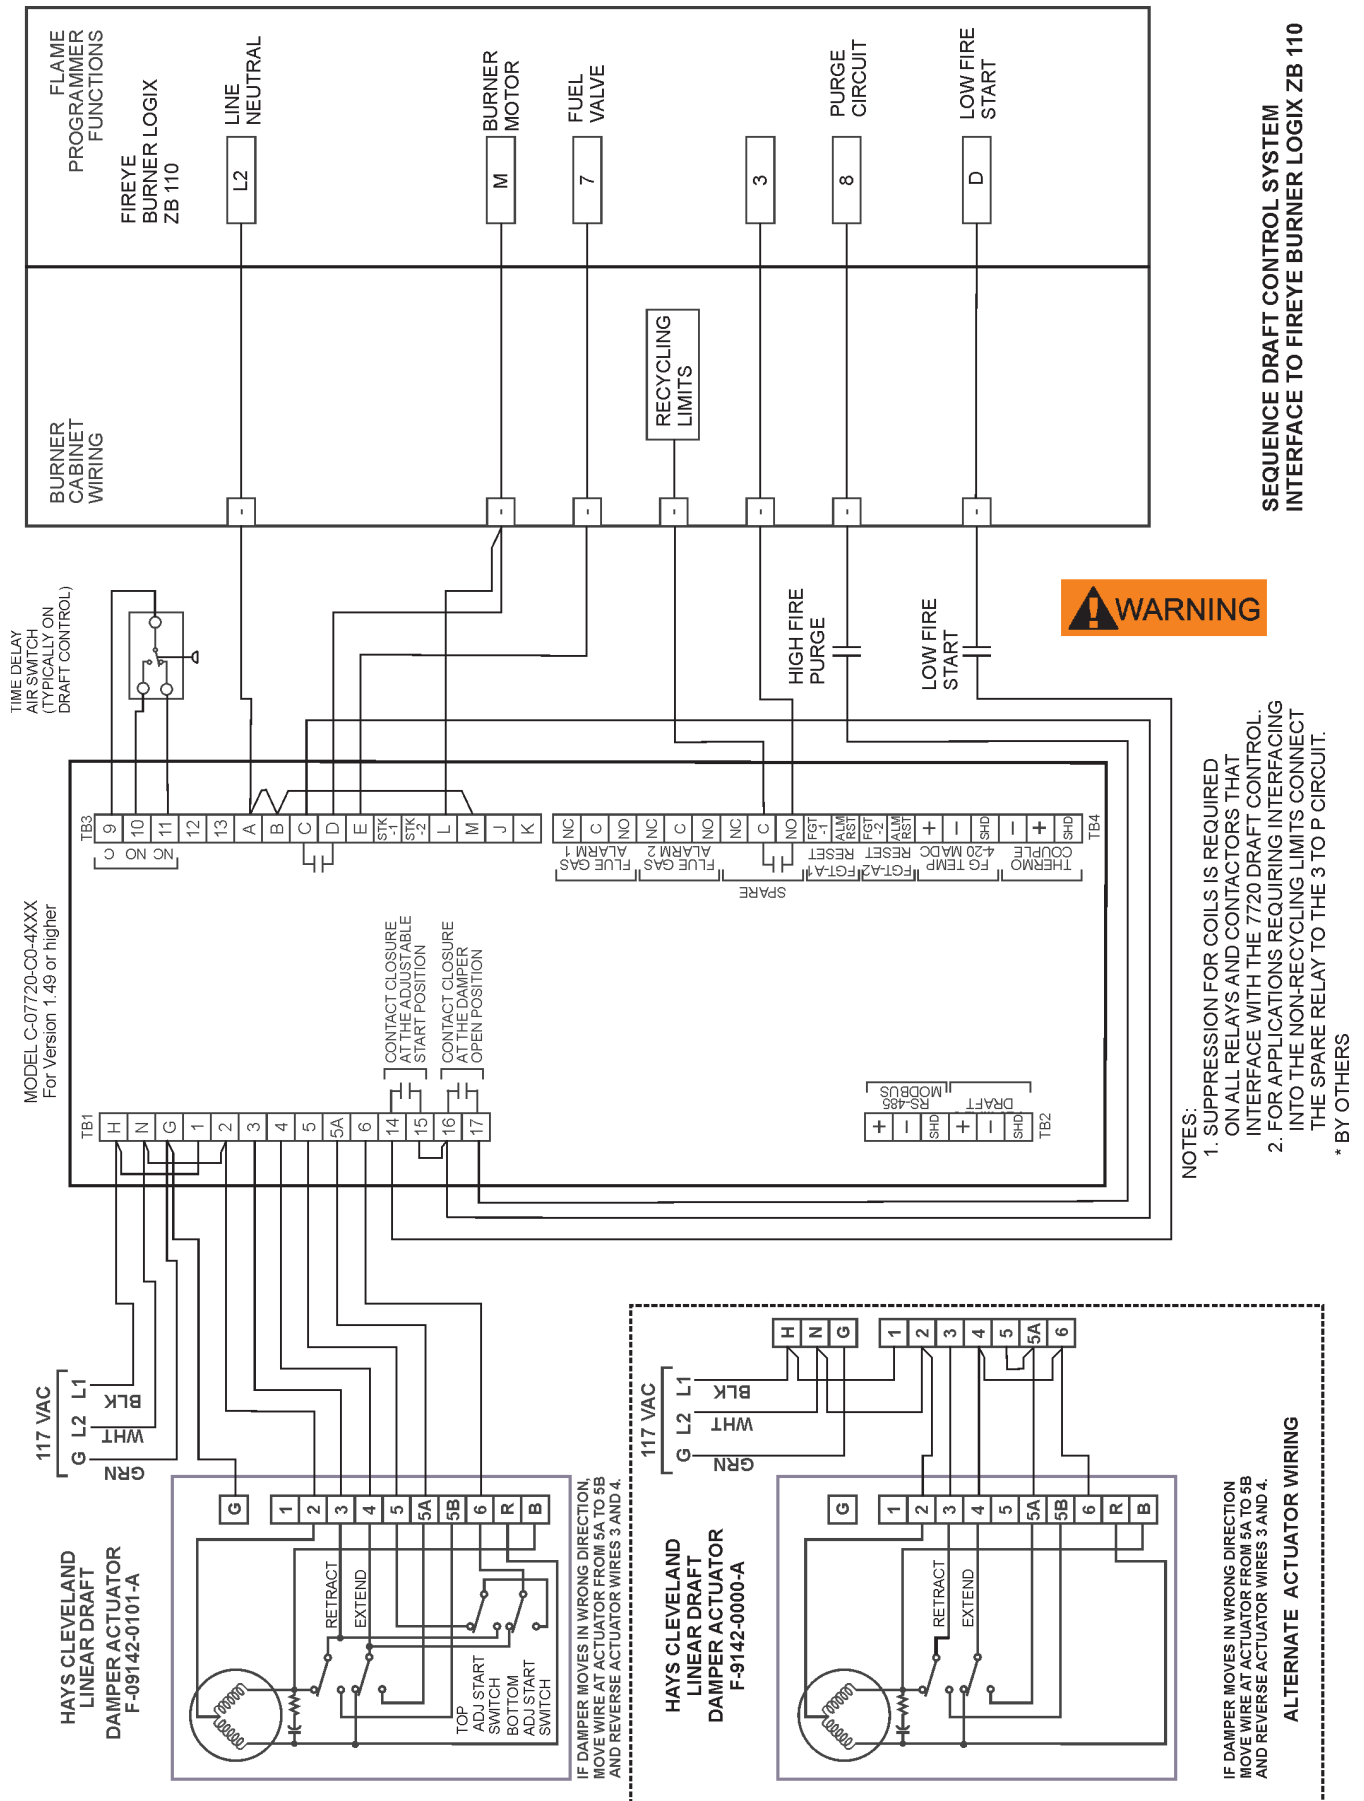 FLAME
PROGRAMMER
FUNCTIONS
FIREYE
BURNER LOGIX
ZB 110
L2
LINE
NEUTRAL
M
BURNER
MOTOR
7
FUEL
VALVE
3
8
PURGE
CIRCUIT
D
LOW FIRE
START
BURNER
CABINET
WIRING
RECYCLING
LIMITS
-
-
-
-
-
-
-
SEQUENCE DRAFT CONTROL SYSTEM
INTERFACE TO FIREYE BURNER LOGIX ZB 110
WARNING
TIME DELAY
AIR SWITCH
(TYPICALLY ON
DRAFT CONTROL)
HIGH FIRE
PURGE
LOW FIRE
START
MODEL C-07720-C0-4XXX
For Version 1.49 or higher
TB3
9
10
11
12
13
A
B
C
D
E
STK
-1
STK
-2
L
M
J
K
C
NO
NC
NC
C
NO
NC
C
NO
NC
C
NO
FGT
-1
ALM
RST
FGT
-2
ALM
RST
+
−
SHD
−
+
SHD
TB4
FLUE GAS
ALARM 1
FLUE GAS
ALARM 2
SPARE
FGT-A1
RESET
FGT-A2
RESET
FG TEMP
4-20 MADC
THERMO
COUPLE
CONTACT CLOSURE
AT THE ADJUSTABLE
START POSITION
CONTACT CLOSURE
AT THE DAMPER
OPEN POSITION
TB1
H
N
G
1
2
3
4
5
5A
6
14
15
16
17
RS-485
MODBUS
DRAFT
+
−
SHD
+
−
SHD
TB2
NOTES:
1. SUPPRESSION FOR COILS IS REQUIRED
ON ALL RELAYS AND CONTACTORS THAT
INTERFACE WITH THE 7720 DRAFT CONTROL.
2. FOR APPLICATIONS REQUIRING INTERFACING
INTO THE NON-RECYCLING LIMITS CONNECT
THE SPARE RELAY TO THE 3 TO P CIRCUIT.
* BY OTHERS
117 VAC
G L2 L1
BLK
WHT
GRN
HAYS CLEVELAND
LINEAR DRAFT
DAMPER ACTUATOR
F-09142-0101-A
G
1
2
3
4
5
5A
5B
6
R
B
RETRACT
EXTEND
TOP
ADJ START
SWITCH
BOTTOM
ADJ START
SWITCH
IF DAMPER MOVES IN WRONG DIRECTION,
MOVE WIRE AT ACTUATOR FROM 5A TO 5B
AND REVERSE ACTUATOR WIRES 3 AND 4.
117 VAC
G L2 L1
BLK
WHT
GRN
H
N
G
1
2
3
4
5
5A
6
HAYS CLEVELAND
LINEAR DRAFT
DAMPER ACTUATOR
F-9142-0000-A
G
1
2
3
4
5
5A
5B
6
R
B
RETRACT
EXTEND
IF DAMPER MOVES IN WRONG DIRECTION
MOVE WIRE AT ACTUATOR FROM 5A TO 5B
AND REVERSE ACTUATOR WIRES 3 AND 4.
ALTERNATE ACTUATOR WIRING